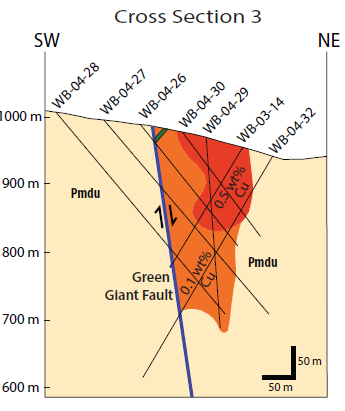 Cross Section 3
SW
NE
WB-04-28
WB-04-27
WB-04-26
WB-04-30
WB-04-29
WB-03-14
WB-04-32
1000 m
900 m
800 m
700 m
600 m
Pmdu
0.5 wt%
Cu
0.1 wt%
Cu
Pmdu
Green
Giant Fault
50 m
50 m